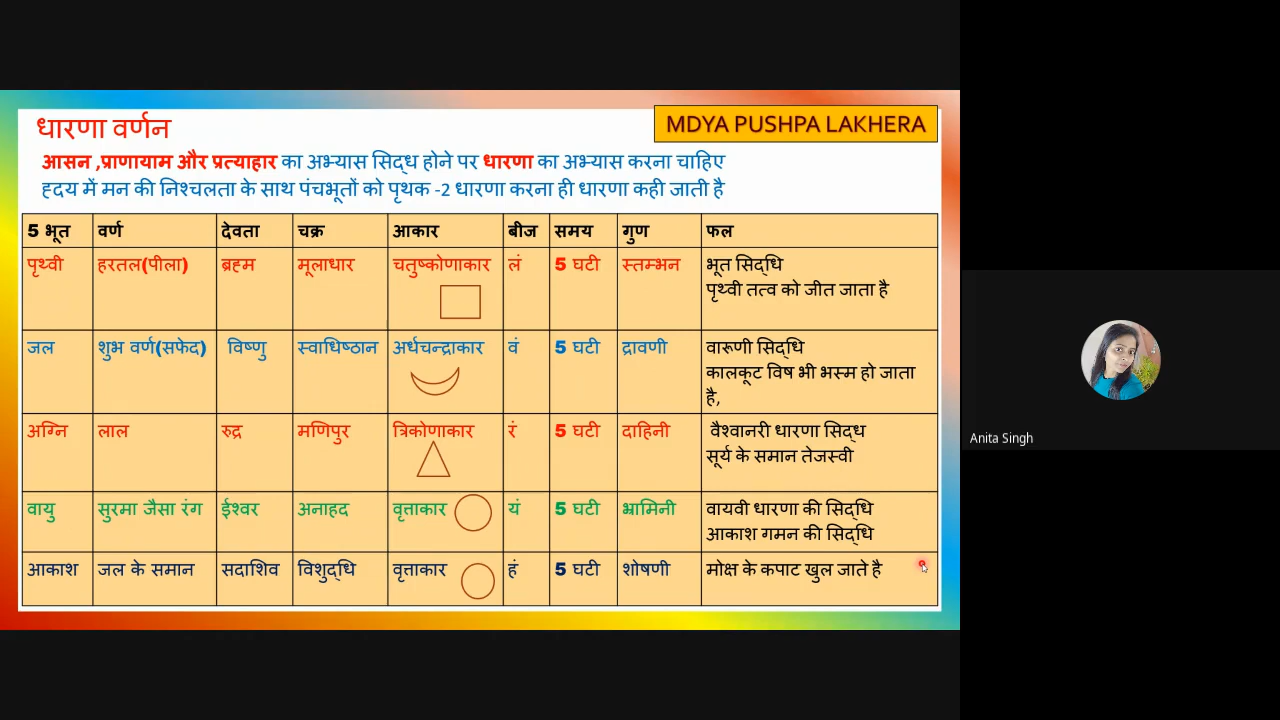 धारणा वर्णन
MDYA PUSHPA LAKHERA
आसन ,प्राणायाम और प्रत्याहार का अभ्यास सिद्ध होने पर धारणा का अभ्यास करना चाहिए
हृदय में मन की निश्चलता के साथ पंचभूतों को पृथक -2 धारणा करना ही धारणा कही जाती है
5 भूत वर्ण देवता चक्र आकार बीज समय गुण फल
पृथ्वी हरतल(पीला) ब्रह्म मूलाधार चतुष्कोणाकार लं 5 घटी स्तम्भन भूत सिद्धि
पृथ्वी तत्व को जीत जाता है
जल शुभ वर्ण(सफेद) विष्णु स्वाधिष्ठान अर्धचन्द्राकार वं 5 घटी द्रावणी वारूणी सिद्धि
कालकूट विष भी भस्म हो जाता
है,
अग्नि लाल रुद्र मणिपुर त्रिकोणाकार रं 5 घटी दाहिनी वैश्वानरी धारणा सिद्ध
सूर्य के समान तेजस्वी
वायु सुरमा जैसा रंग ईश्वर अनाहद वृत्ताकार यं 5 घटी भ्रामिनी वायवी धारणा की सिद्धि
आकाश गमन की सिद्धि
आकाश जल के समान सदाशिव विशुद्धि वृत्ताकार हं 5 घटी शोषणी मोक्ष के कपाट खुल जाते है
Anita Singh